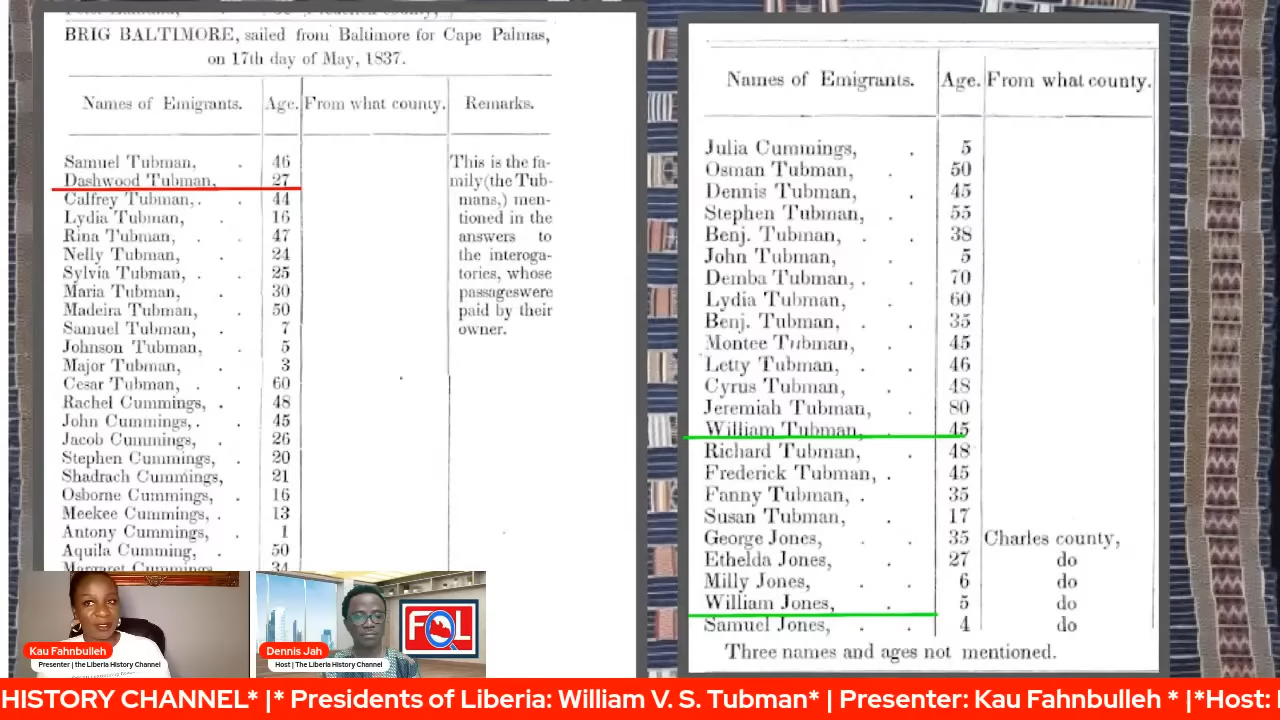 BRIG BALTIMORE, sailed from Baltimore for Cape Palmas,
on 17th day of May, 1837.
Names of Emigrants. Age. From what county. Remarks.
Samuel Tubman, . 46 This is the fa-
Dashwood Tubman, 27 mily(the Tub-
Calfrey Tubman, . . 44 mans,) men-
Lydia Tubman, . 16 tioned in the
Rina Tubman, . . 47 answers to
Nelly Tubman, . 24 the interoga-
Sylvia Tubman, . . 25 tories, whose
Maria Tubman, . 30 passageswere
Madeira Tubman, . 50 paid by their
Samuel Tubman, . 7 owner.
Johnson Tubman, . 5
Major Tubman, . 3
Cesar Tubman, . . 60
Rachel Cummings, . 48
John Cummings, . . 45
Jacob Cummings, . 26
Stephen Cummings, . 20
Shadrach Cummings, 21
Osborne Cummings, . 16
Meekee Cummings, . 13
Antony Cummings, . 1
Aquila Cumming, . 50
Margaret Cummings 34
Names of Emigrants. Age. From what county.
Julia Cummings, . 5
Osman Tubman, . 50
Dennis Tubman, . 45
Stephen Tubman, . 55
Benj. Tubman, . . 38
John Tubman, . 5
Demba Tubman, . . 70
Lydia Tubman, . 60
Benj. Tubman, . . 35
Montee Tubman, . 45
Letty Tubman, . . 46
Cyrus Tubman, . 48
Jeremiah Tubman, . 80
William Tubman, . 45
Richard Tubman, . 48
Frederick Tubman, . 45
Fanny Tubman, . 35
Susan Tubman, . 17
George Jones, . . 35 Charles county,
Ethelda Jones, . 27 do
Milly Jones, . . 6 do
William Jones, . 5 do
Samuel Jones, . . 4 do
Three names and ages not mentioned.
Kau Fahnbulleh
Presenter | the Liberia History Channel
Dennis Jah
Host | The Liberia History Channel
FOL
HISTORY CHANNEL* |* Presidents of Liberia: William V. S. Tubman* | Presenter: Kau Fahnbulleh * |*Host: